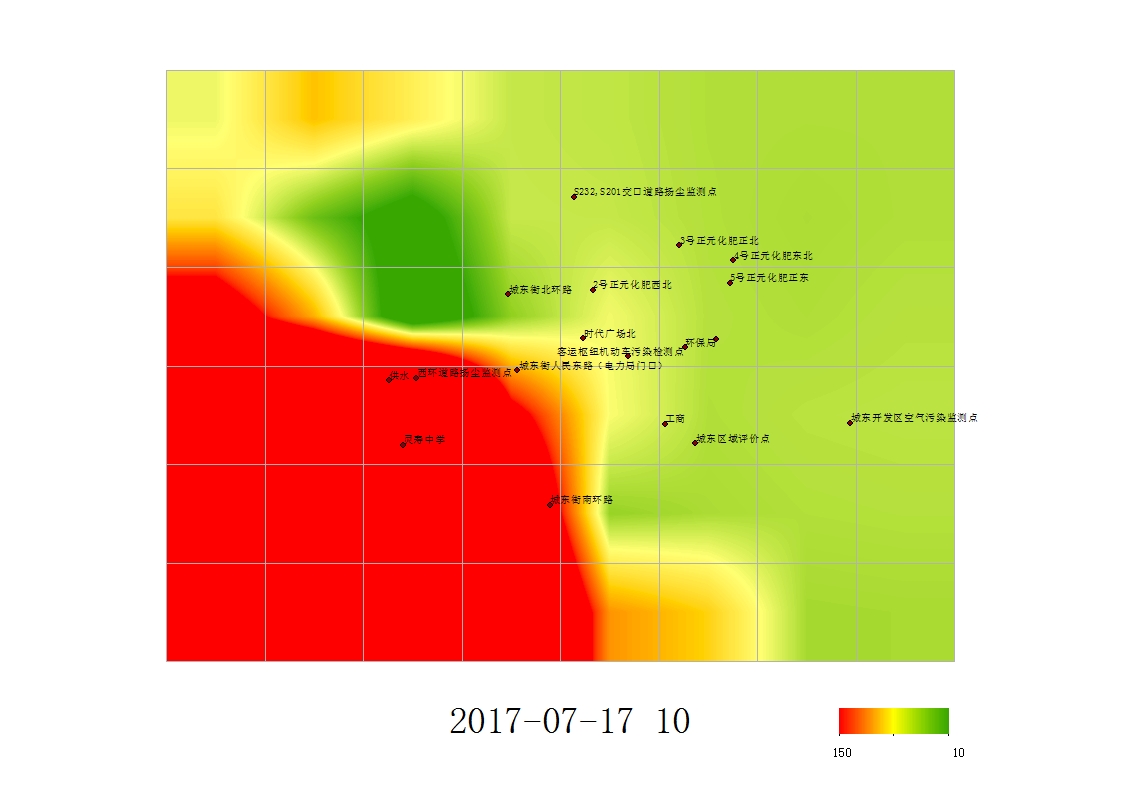 S232,S201交口道路扬尘监测点
3号正元化肥正北
4号正元化肥东北
5号正元化肥正东
2号正元化肥西北
城东街北环路
时代广场北
环保局
客运枢纽机动车污染检测点
城东街人民东路（电力局门口）
洪水
西环道路扬尘监测点
工商
城东开发区空气污染监测点
城东区域评价点
灵寿中学
城东街南环路
2017-07-17 10
150
10